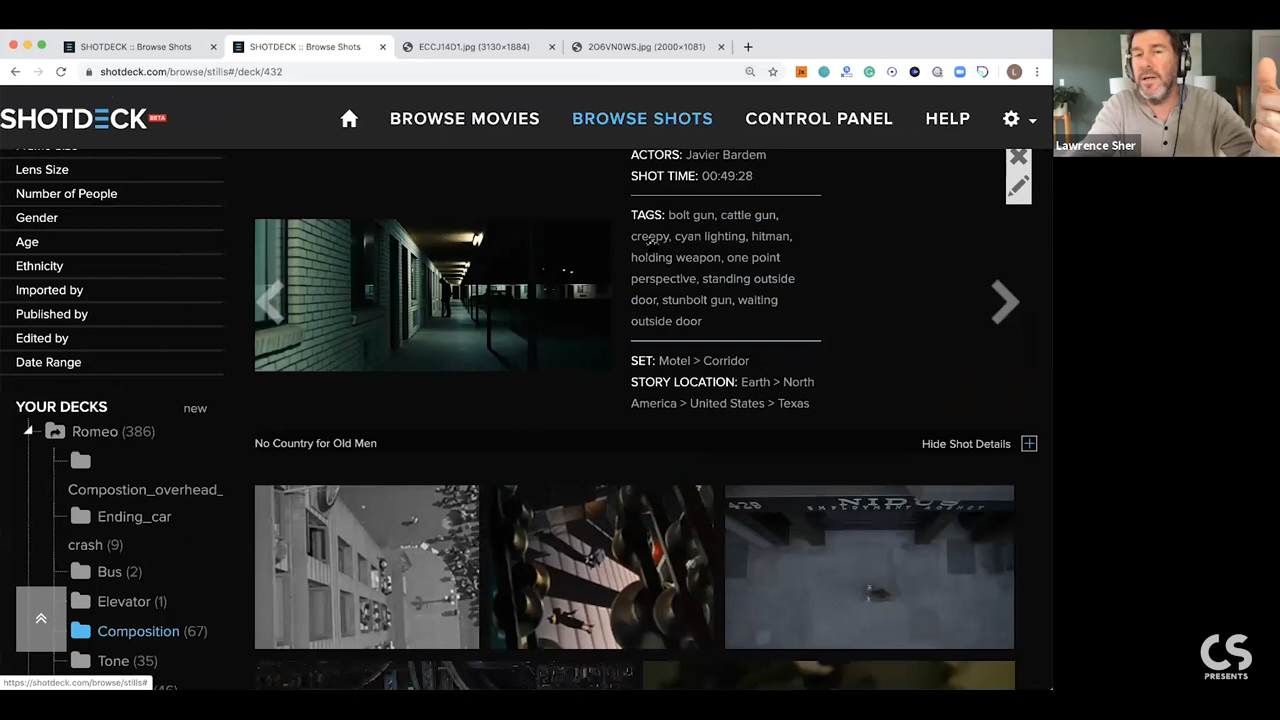 SHOTDECK :: Browse Shots
SHOTDECK :: Browse Shots
ECCJ14D1.jpg (3130×1884)
2O6VN0WS.jpg (2000×1081)
shotdeck.com/browse/stills#/deck/432
L
Lawrence Sher
SHOTDECK BETA
BROWSE MOVIES
BROWSE SHOTS
CONTROL PANEL
HELP
Lens Size
Number of People
Gender
Age
Ethnicity
Imported by
Published by
Edited by
Date Range
YOUR DECKS
new
Romeo (386)
Compostion_overhead_
Ending_car
crash (9)
Bus (2)
Elevator (1)
Composition (67)
Tone (35)
https://shotdeck.com/browse/stills#
ACTORS: Javier Bardem
SHOT TIME: 00:49:28
TAGS: bolt gun, cattle gun,
creepy, cyan lighting, hitman,
holding weapon, one point
perspective, standing outside
door, stunbolt gun, waiting
outside door
SET: Motel > Corridor
STORY LOCATION: Earth > North
America > United States > Texas
No Country for Old Men
Hide Shot Details
NIDUS
EMPLOYMENT AGENCY
CS
PRESENTS